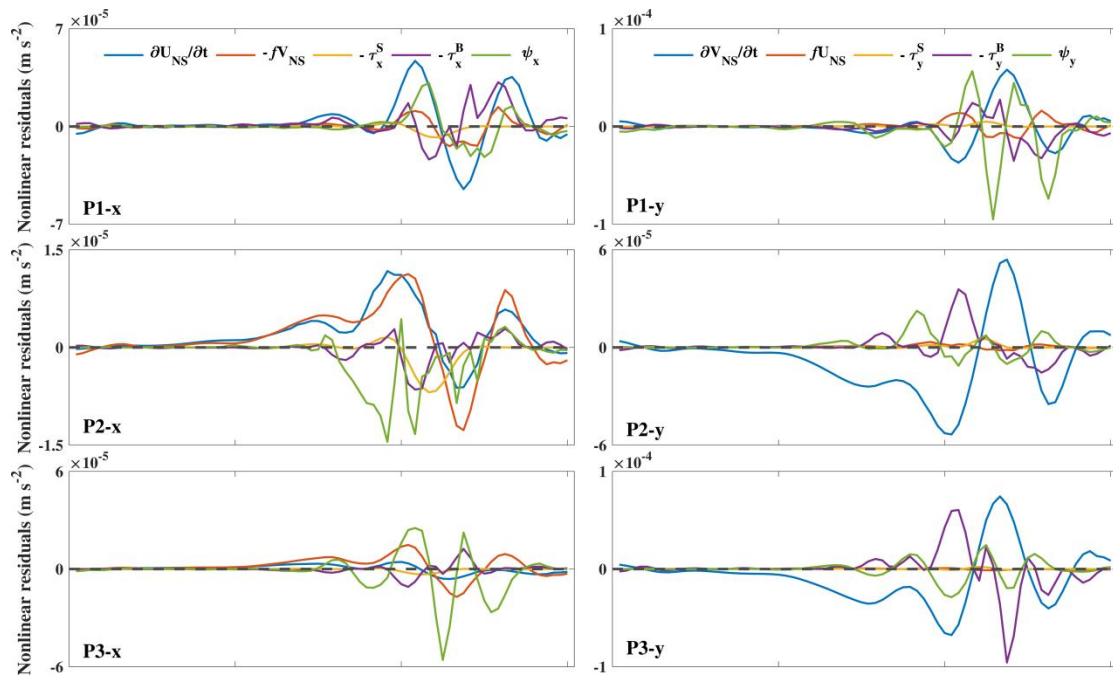 ×10⁻⁵
7
∂U_NS/∂t -fV_NS -τ_x^S -τ_x^B ψ_x
0
-7
P1-x
Nonlinear residuals (m s⁻²)
×10⁻⁴
1
∂V_NS/∂t fU_NS -τ_y^S -τ_y^B ψ_y
0
-1
P1-y
×10⁻⁵
1.5
0
-1.5
P2-x
Nonlinear residuals (m s⁻²)
×10⁻⁵
6
0
-6
P2-y
×10⁻⁵
6
0
-6
P3-x
Nonlinear residuals (m s⁻²)
×10⁻⁴
1
0
-1
P3-y